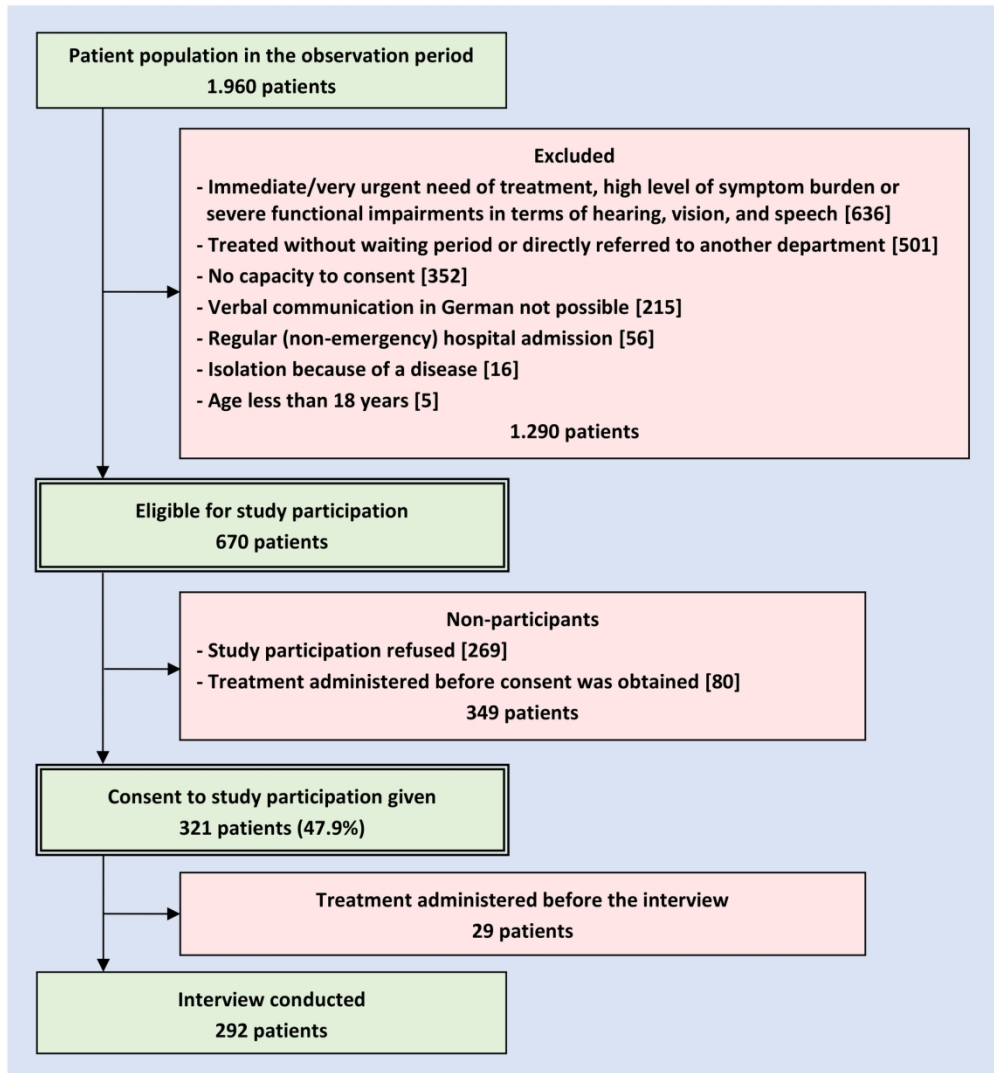 Patient population in the observation period
1.960 patients
Excluded
- Immediate/very urgent need of treatment, high level of symptom burden or
severe functional impairments in terms of hearing, vision, and speech [636]
- Treated without waiting period or directly referred to another department [501]
- No capacity to consent [352]
- Verbal communication in German not possible [215]
- Regular (non-emergency) hospital admission [56]
- Isolation because of a disease [16]
- Age less than 18 years [5]
1.290 patients
Eligible for study participation
670 patients
Non-participants
- Study participation refused [269]
- Treatment administered before consent was obtained [80]
349 patients
Consent to study participation given
321 patients (47.9%)
Treatment administered before the interview
29 patients
Interview conducted
292 patients